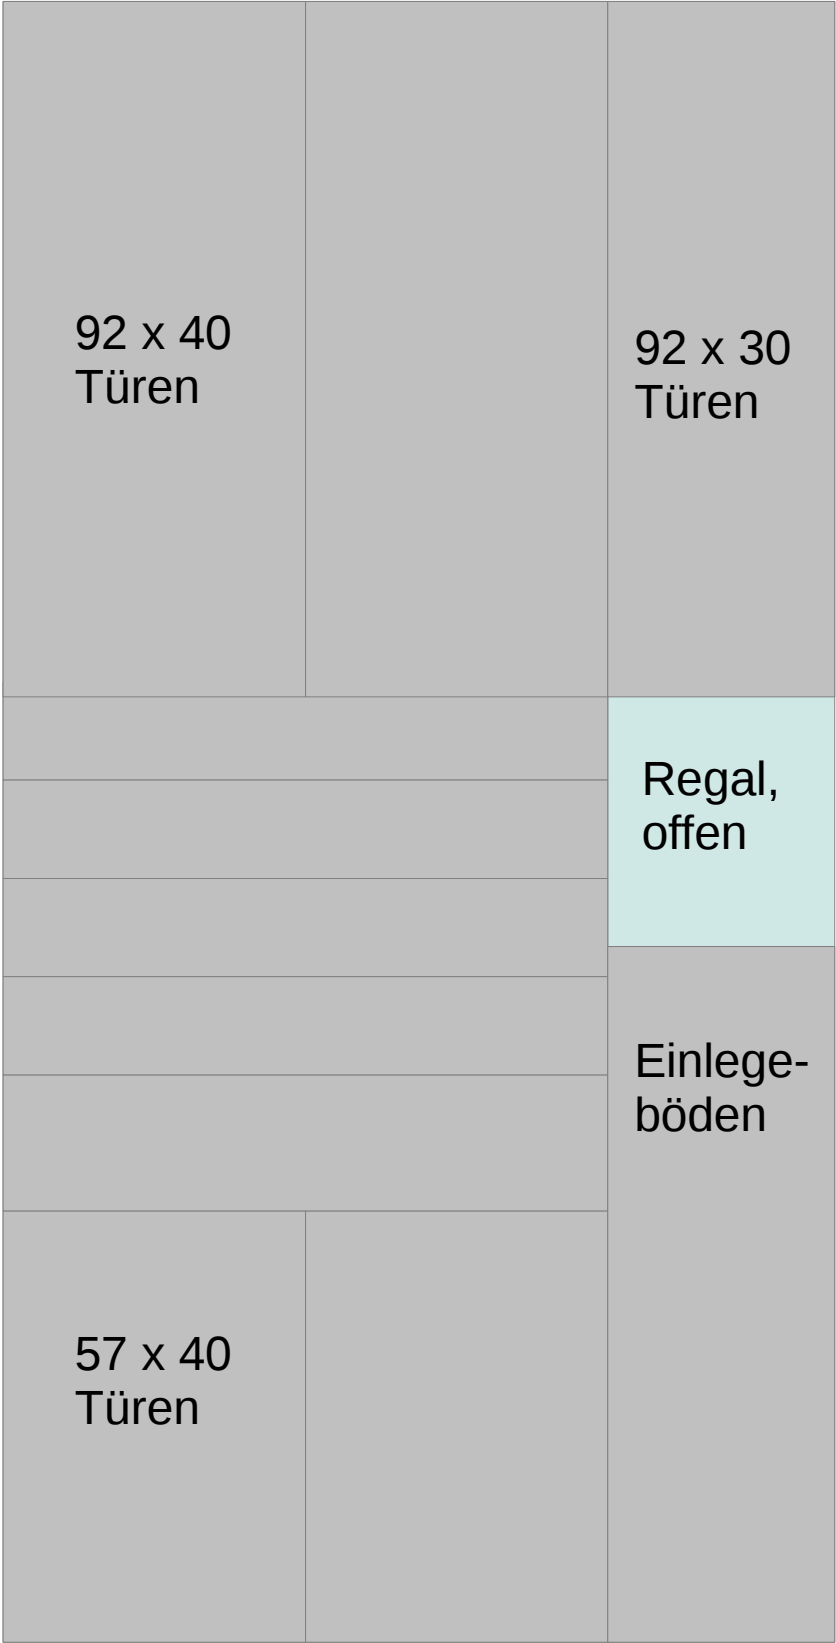 92 x 40
Türen
92 x 30
Türen
Regal,
offen
Einlege-
böden
57 x 40
Türen